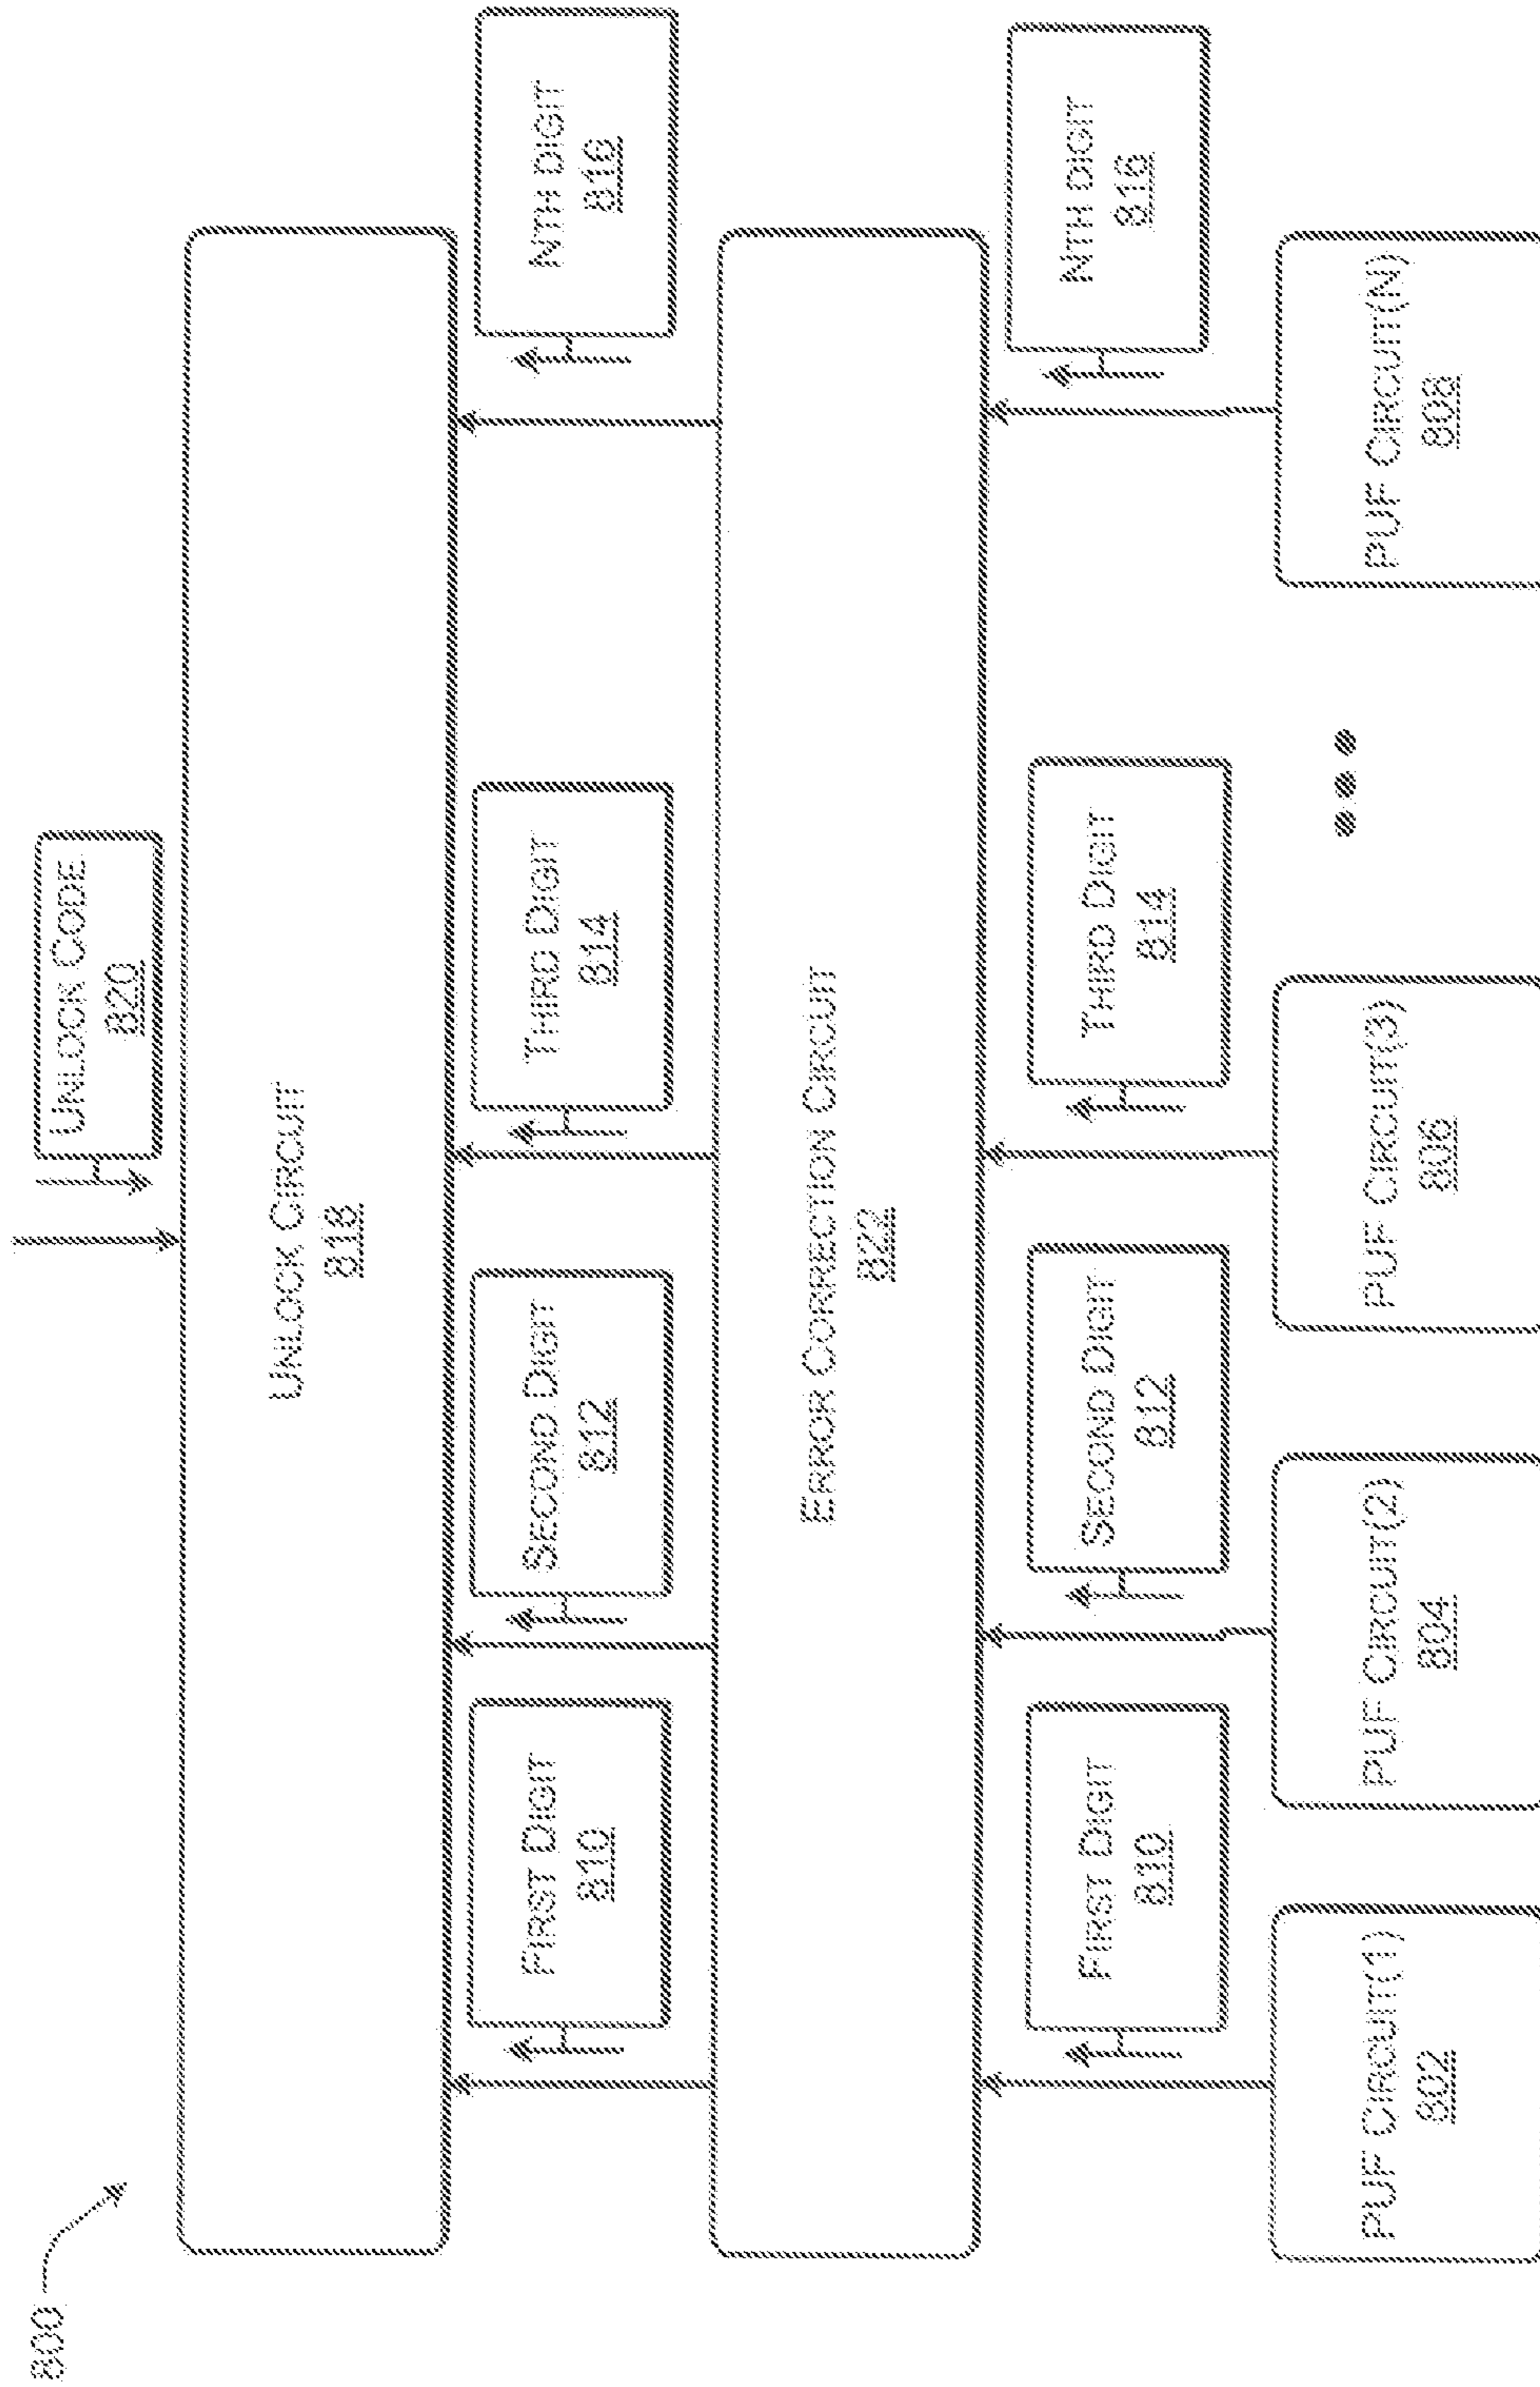 800
UNLOCK CODE
820
UNLOCK CIRCUIT
818
FIRST DIGIT
810
SECOND DIGIT
812
THIRD DIGIT
814
NTH DIGIT
816
ERROR CORRECTION CIRCUIT
822
FIRST DIGIT
810
SECOND DIGIT
812
THIRD DIGIT
814
NTH DIGIT
816
PUF CIRCUIT(1)
802
PUF CIRCUIT(2)
804
PUF CIRCUIT(3)
806
PUF CIRCUIT(N)
808